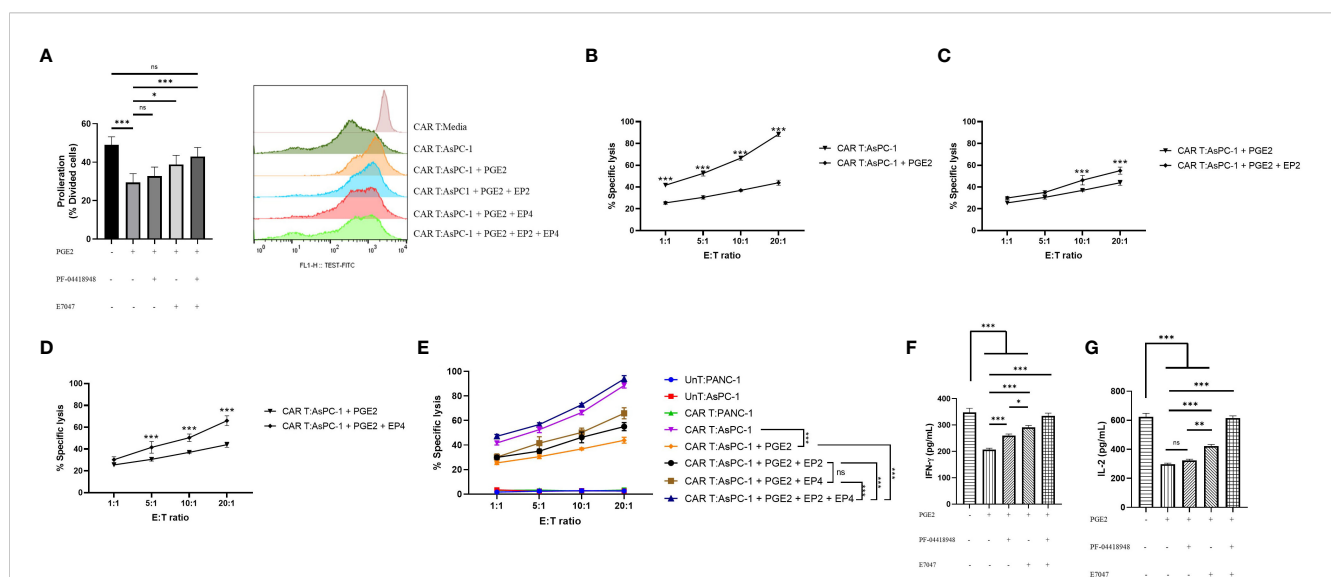 A
ns
***
*
ns
***
Prolieration
(% Divided cells)
60
40
20
0
PGE2 - + + + +
PF-04418948 - - + - +
E7047 - - - + +
CAR T:Media
CAR T:AsPC-1
CAR T:AsPC-1 + PGE2
CAR T:AsPC1 + PGE2 + EP2
CAR T:AsPC-1 + PGE2 + EP4
CAR T:AsPC-1 + PGE2 + EP2 + EP4
10^0 10^1 10^2 10^3 10^4
FL1-H :: TEST-FITC
B
% Specific lysis
100
80
60
40
20
0
*** *** *** ***
1:1 5:1 10:1 20:1
E:T ratio
CAR T:AsPC-1
CAR T:AsPC-1 + PGE2
C
% Specific lysis
100
80
60
40
20
0
*** ***
1:1 5:1 10:1 20:1
E:T ratio
CAR T:AsPC-1 + PGE2
CAR T:AsPC-1 + PGE2 + EP2
D
% Specific lysis
100
80
60
40
20
0
*** *** ***
1:1 5:1 10:1 20:1
E:T ratio
CAR T:AsPC-1 + PGE2
CAR T:AsPC-1 + PGE2 + EP4
E
% Specific lysis
100
80
60
40
20
0
1:1 5:1 10:1 20:1
E:T ratio
UnT:PANC-1
UnT:AsPC-1
CAR T:PANC-1
CAR T:AsPC-1
CAR T:AsPC-1 + PGE2
CAR T:AsPC-1 + PGE2 + EP2
CAR T:AsPC-1 + PGE2 + EP4
CAR T:AsPC-1 + PGE2 + EP2 + EP4
***
ns
***
***
***
F
***
***
***
*** *
IFN-γ (pg/mL)
400
300
200
100
0
PGE2 - + + + +
PF-04418948 - - + - +
E7047 - - - + +
G
***
***
***
ns **
IL-2 (pg/mL)
800
600
400
200
0
PGE2 - + + + +
PF-04418948 - - + - +
E7047 - - - + +